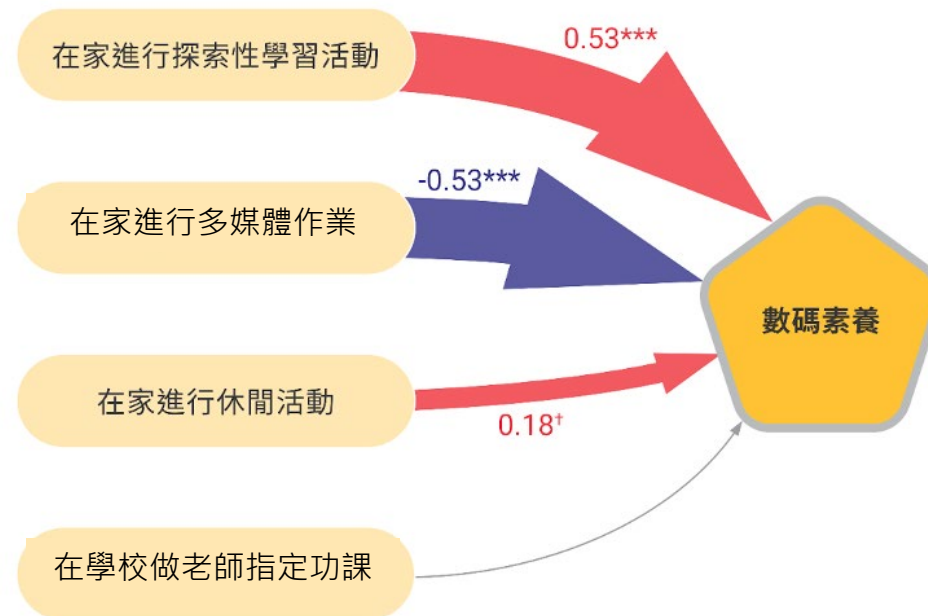 在家進行探索性學習活動
0.53***
在家進行多媒體作業
-0.53***
數碼素養
在家進行休閒活動
0.18†
在學校做老師指定功課